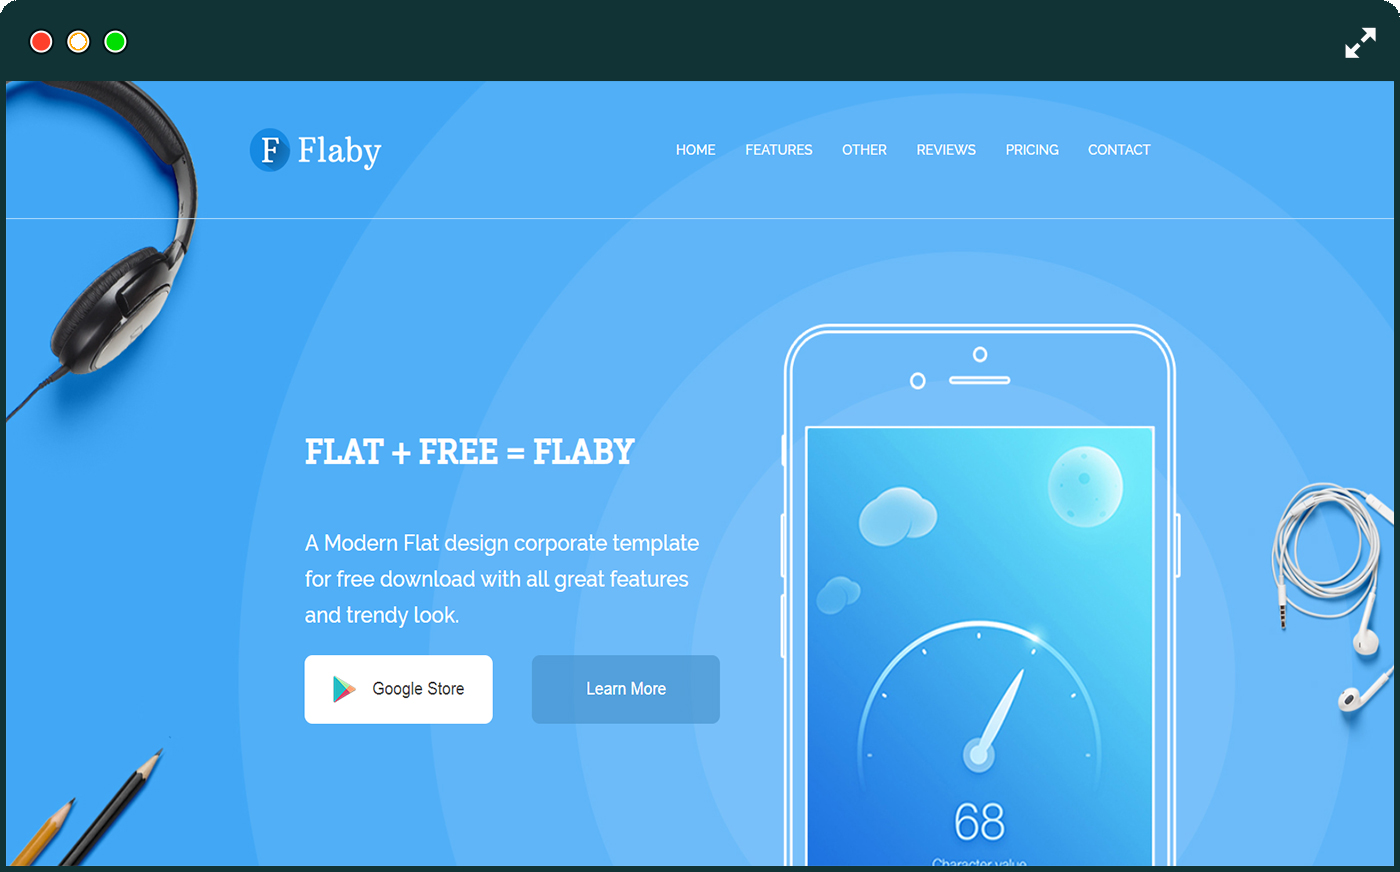 F Flaby
HOME FEATURES OTHER REVIEWS PRICING CONTACT
FLAT + FREE = FLABY
A Modern Flat design corporate template
for free download with all great features
and trendy look.
Google Store
Learn More
68
Character value